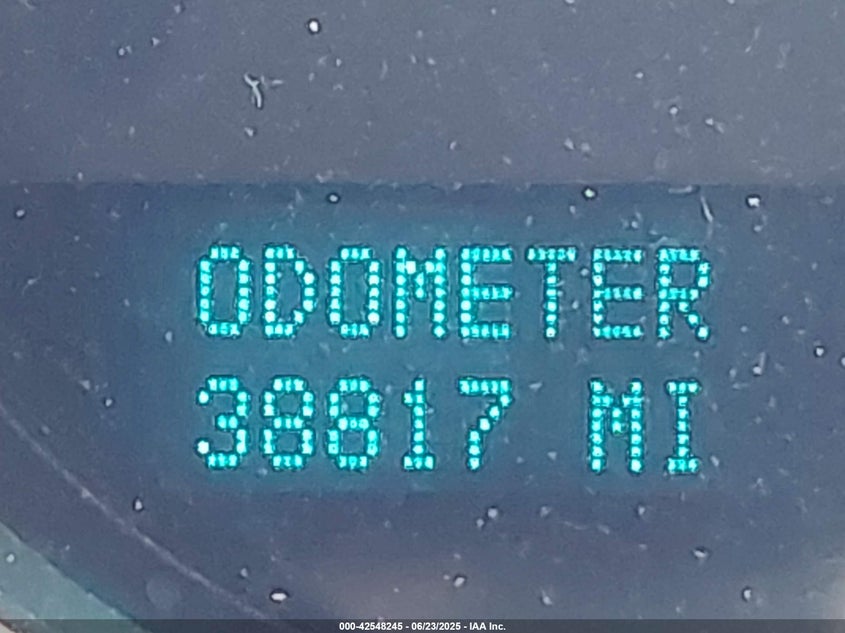 ODOMETER
38817 MI
000-42548245 - 06/23/2025 - IAA Inc.